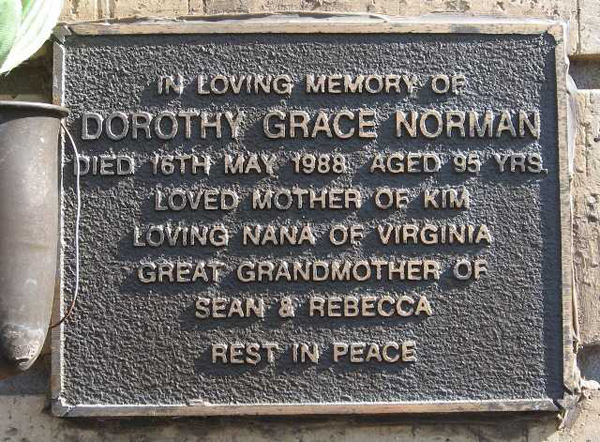 IN LOVING MEMORY OF
DOROTHY GRACE NORMAN
DIED 16TH MAY 1988. AGED 95 YRS.
LOVED MOTHER OF KIM
LOVING NANA OF VIRGINIA
GREAT GRANDMOTHER OF
SEAN & REBECCA
REST IN PEACE